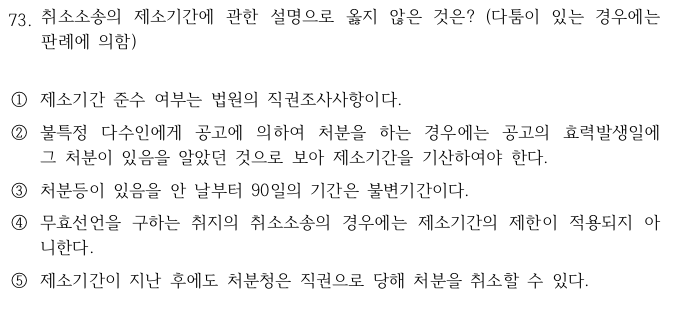 73. 취소소송의 제소기간에 관한 설명으로 옳지 않은 것은? (다툼이 있는 경우에는
판례에 의함)
① 제소기간 준수 여부는 법원의 직권조사사항이다.
② 불특정 다수인에게 공고에 의하여 처분을 하는 경우에는 공고의 효력발생일에
그 처분이 있음을 알았던 것으로 보아 제소기간을 기산하여야 한다.
③ 처분등이 있음을 안 날부터 90일의 기간은 불변기간이다.
④ 무효선언을 구하는 취지의 취소소송의 경우에는 제소기간의 제한이 적용되지 아
니한다.
⑤ 제소기간이 지난 후에도 처분청은 직권으로 당해 처분을 취소할 수 있다.